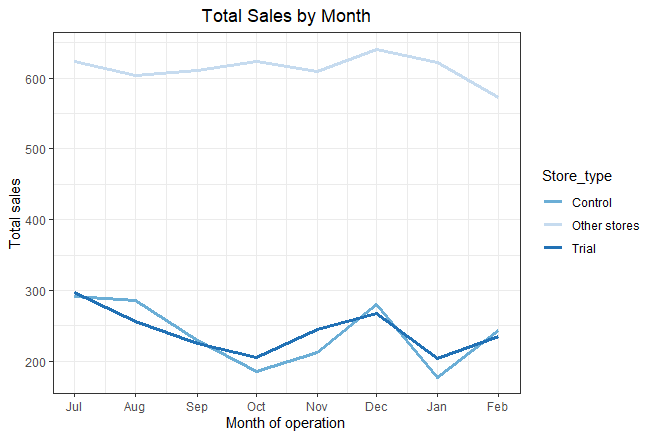 Total Sales by Month
Total sales
600
500
400
300
200
Jul Aug Sep Oct Nov Dec Jan Feb
Month of operation
Store_type
Control
Other stores
Trial